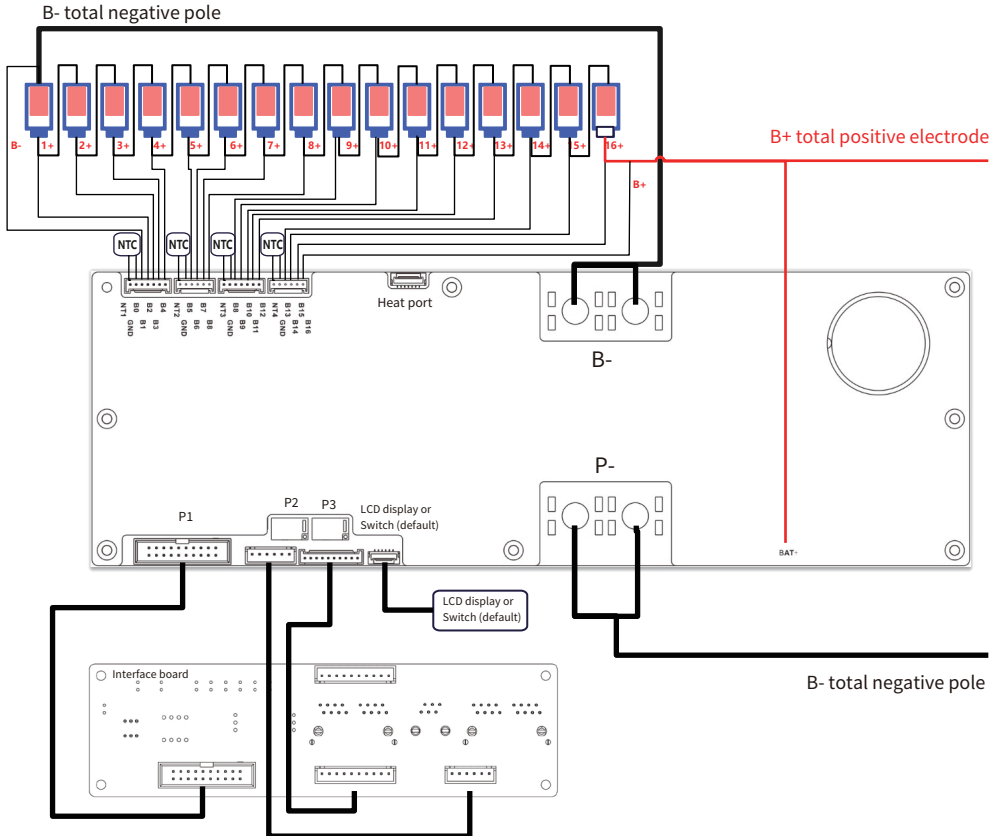 B- total negative pole
B- 1+ 2+ 3+ 4+ 5+ 6+ 7+ 8+ 9+ 10+ 11+ 12+ 13+ 14+ 15+ 16+
B+ total positive electrode
B+
NTC NTC NTC NTC
NT1 GND B0 B1 B2 B3 B4
NT2 GND B5 B6 B7 B8
NT3 GND B8 B9 B10 B11 B12
NT4 GND B13 B14 B15 B16
Heat port
B-
P-
P1
P2
P3
LCD display or
Switch (default)
BAT+
LCD display or
Switch (default)
Interface board
B- total negative pole